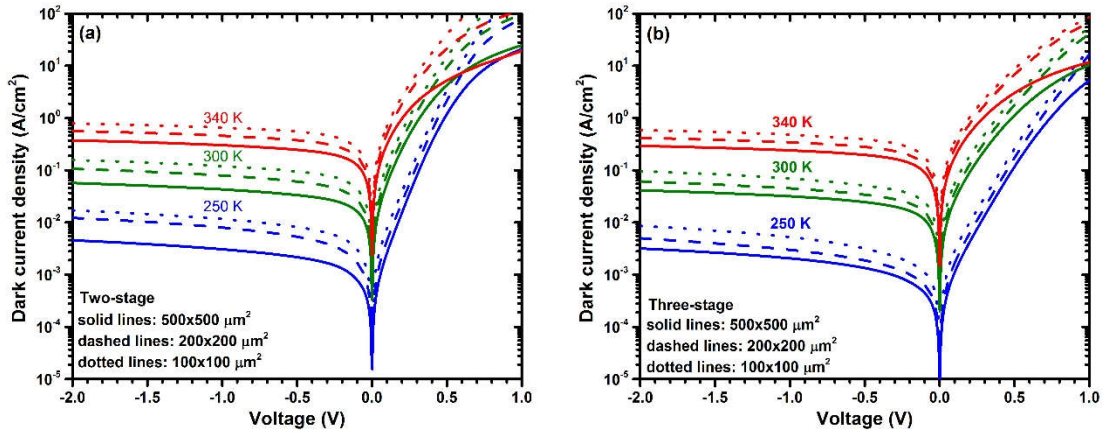 (a)
Dark current density (A/cm²)
10²
10¹
10⁰
10⁻¹
10⁻²
10⁻³
10⁻⁴
10⁻⁵
340 K
300 K
250 K
Two-stage
solid lines: 500x500 μm²
dashed lines: 200x200 μm²
dotted lines: 100x100 μm²
-2.0 -1.5 -1.0 -0.5 0.0 0.5 1.0
Voltage (V)
(b)
Dark current density (A/cm²)
10²
10¹
10⁰
10⁻¹
10⁻²
10⁻³
10⁻⁴
10⁻⁵
340 K
300 K
250 K
Three-stage
solid lines: 500x500 μm²
dashed lines: 200x200 μm²
dotted lines: 100x100 μm²
-2.0 -1.5 -1.0 -0.5 0.0 0.5 1.0
Voltage (V)